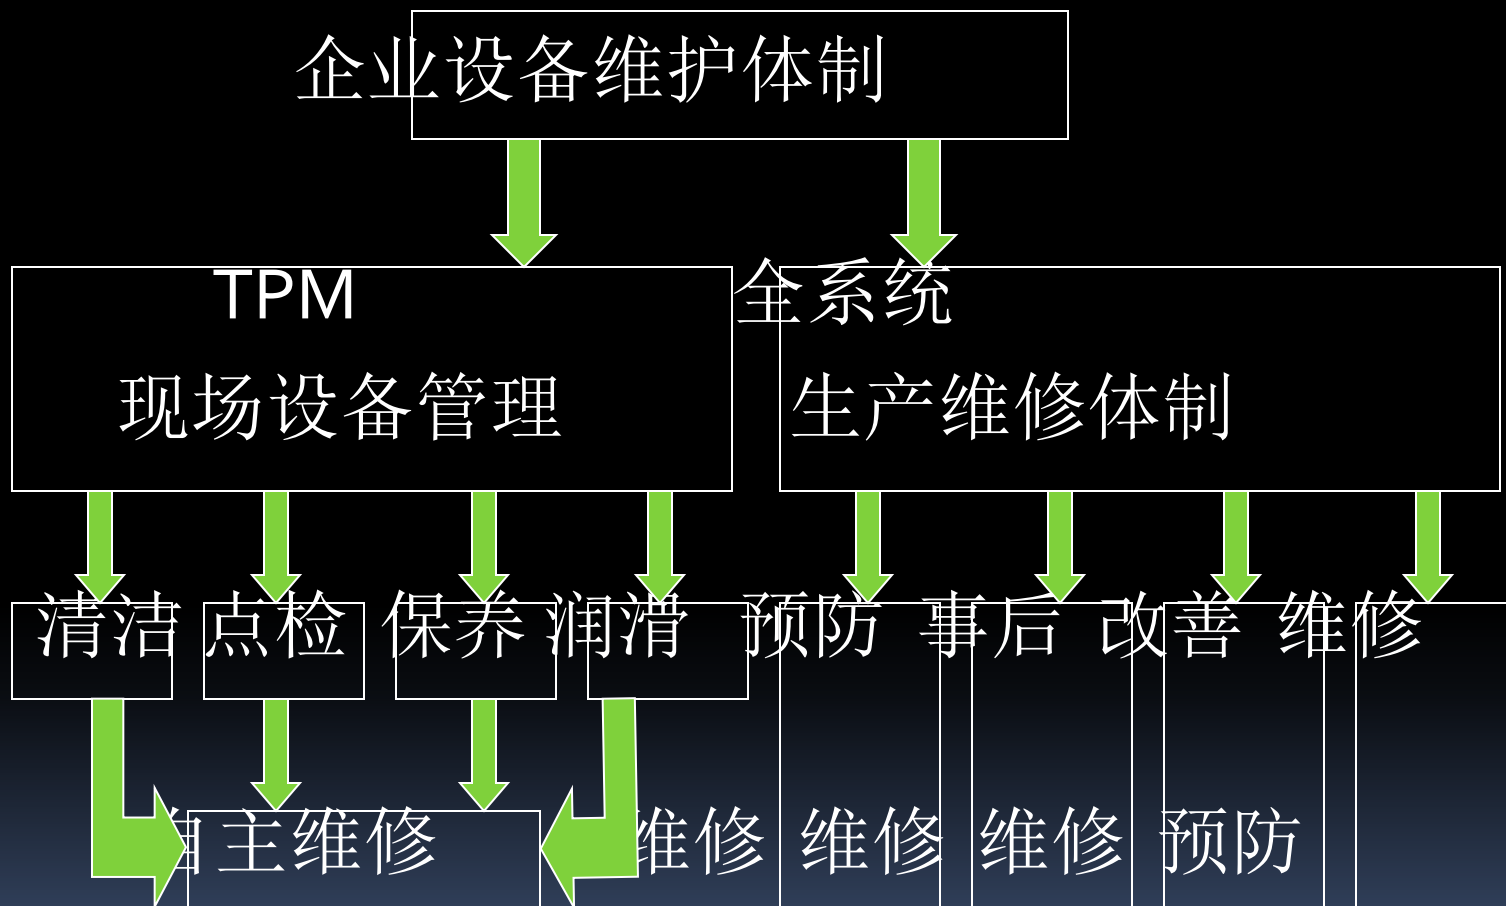 企业设备维护体制
TPM 全系统
现场设备管理 生产维修体制
清洁 点检 保养 润滑 预防 事后 改善 维修
自主维修 维修 维修 维修 预防